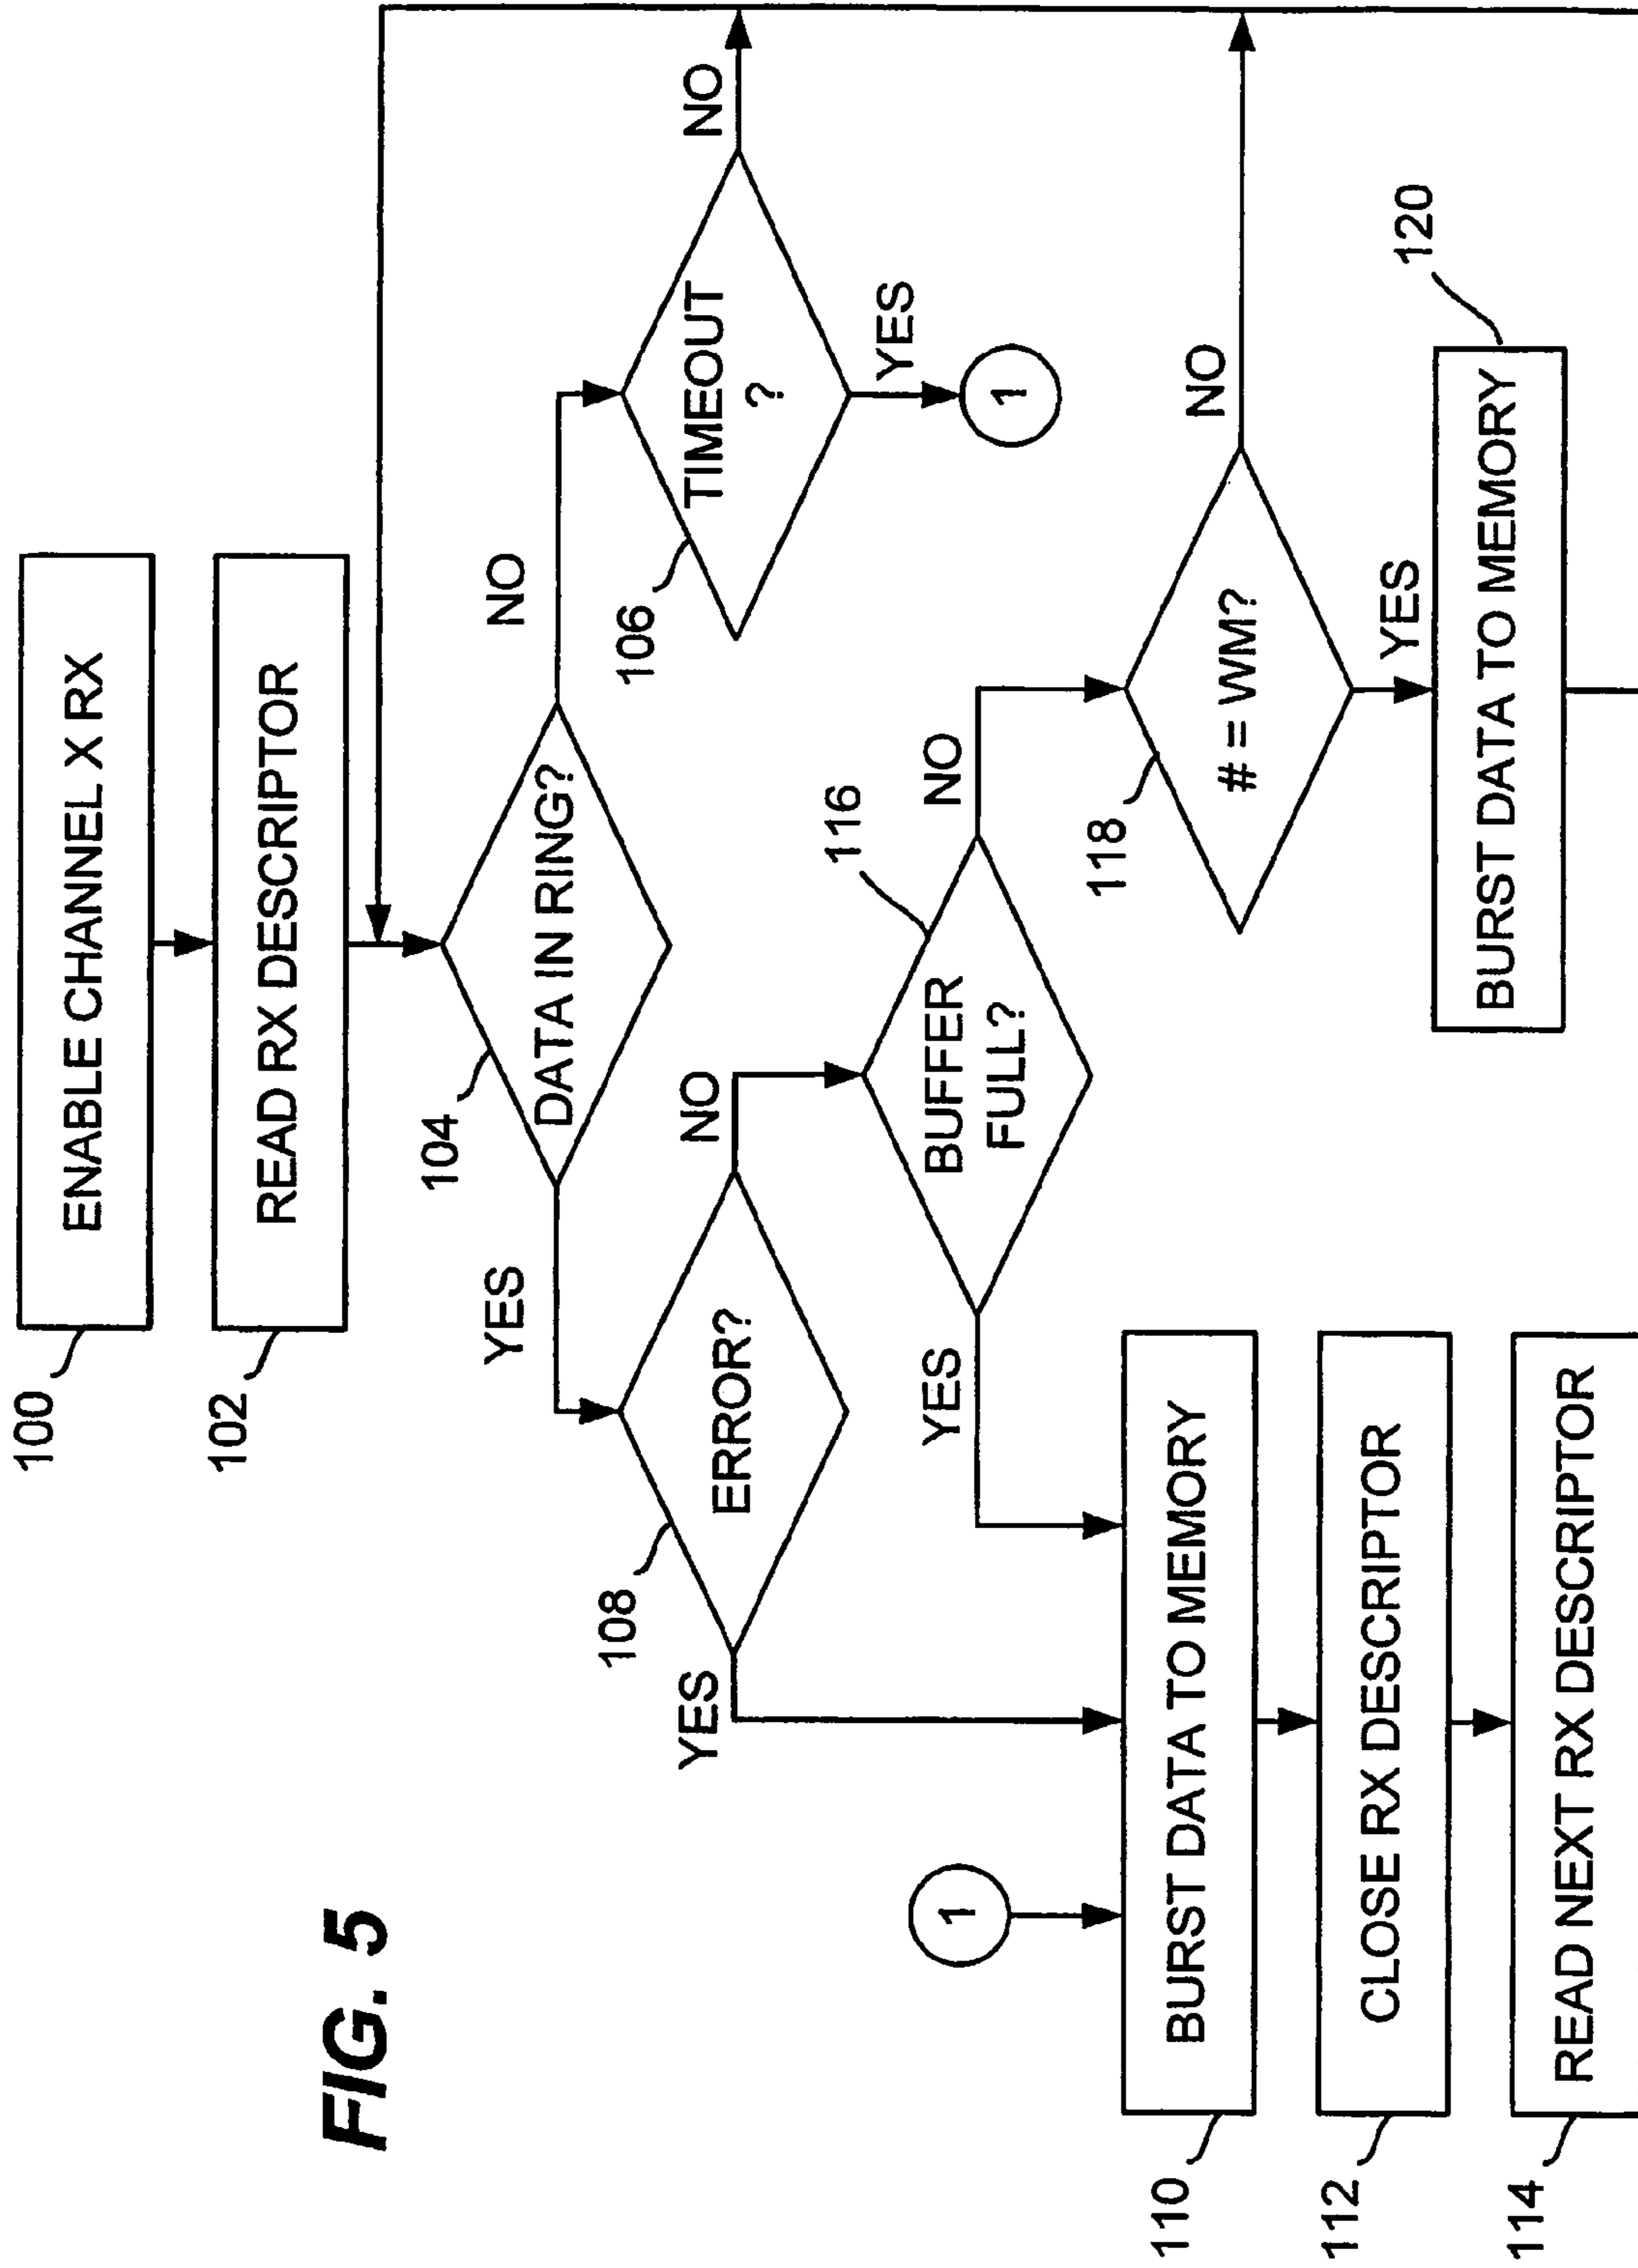 FIG. 5
100
ENABLE CHANNEL X RX
102
READ RX DESCRIPTOR
104
DATA IN RING?
YES
NO
108
ERROR?
YES
NO
106
TIMEOUT
?
NO
YES
1
116
BUFFER
FULL?
YES
NO
118
# = WM?
NO
YES
1
110
BURST DATA TO MEMORY
120
BURST DATA TO MEMORY
112
CLOSE RX DESCRIPTOR
114
READ NEXT RX DESCRIPTOR